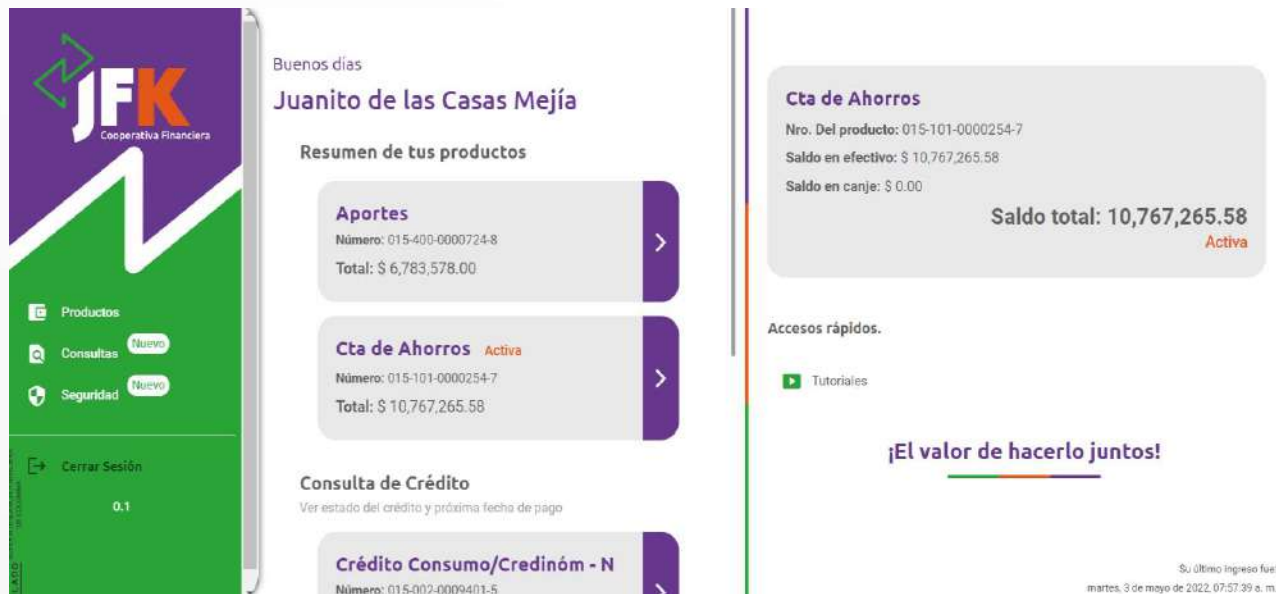 JFK
Cooperativa Financiera
Productos
Consultas Nuevo
Seguridad Nuevo
Cerrar Sesión
0.1
Buenos días
Juanito de las Casas Mejía
Resumen de tus productos
Aportes
Número: 015-400-0000724-8
Total: $ 6,783,578.00
Cta de Ahorros Activa
Número: 015-101-0000254-7
Total: $ 10,767,265.58
Consulta de Crédito
Ver estado del crédito y próxima fecha de pago
Crédito Consumo/Credinóm - N
Número: 015-002-0009401-5
Cta de Ahorros
Nro. Del producto: 015-101-0000254-7
Saldo en efectivo: $ 10,767,265.58
Saldo en canje: $ 0.00
Saldo total: 10,767,265.58
Activa
Accesos rápidos.
Tutoriales
¡El valor de hacerlo juntos!
Su último ingreso fue:
martes, 3 de mayo de 2022, 07:57:39 a. m.